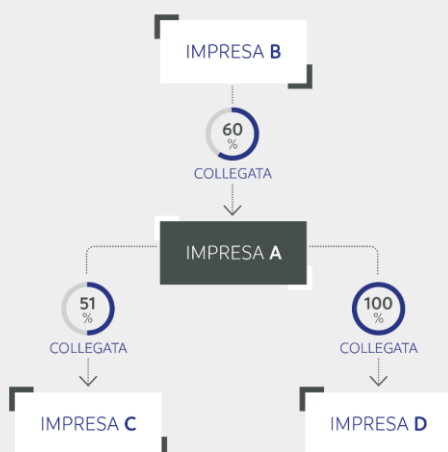 IMPRESA B
60
%
COLLEGATA
IMPRESA A
51
%
COLLEGATA
100
%
COLLEGATA
IMPRESA C
IMPRESA D